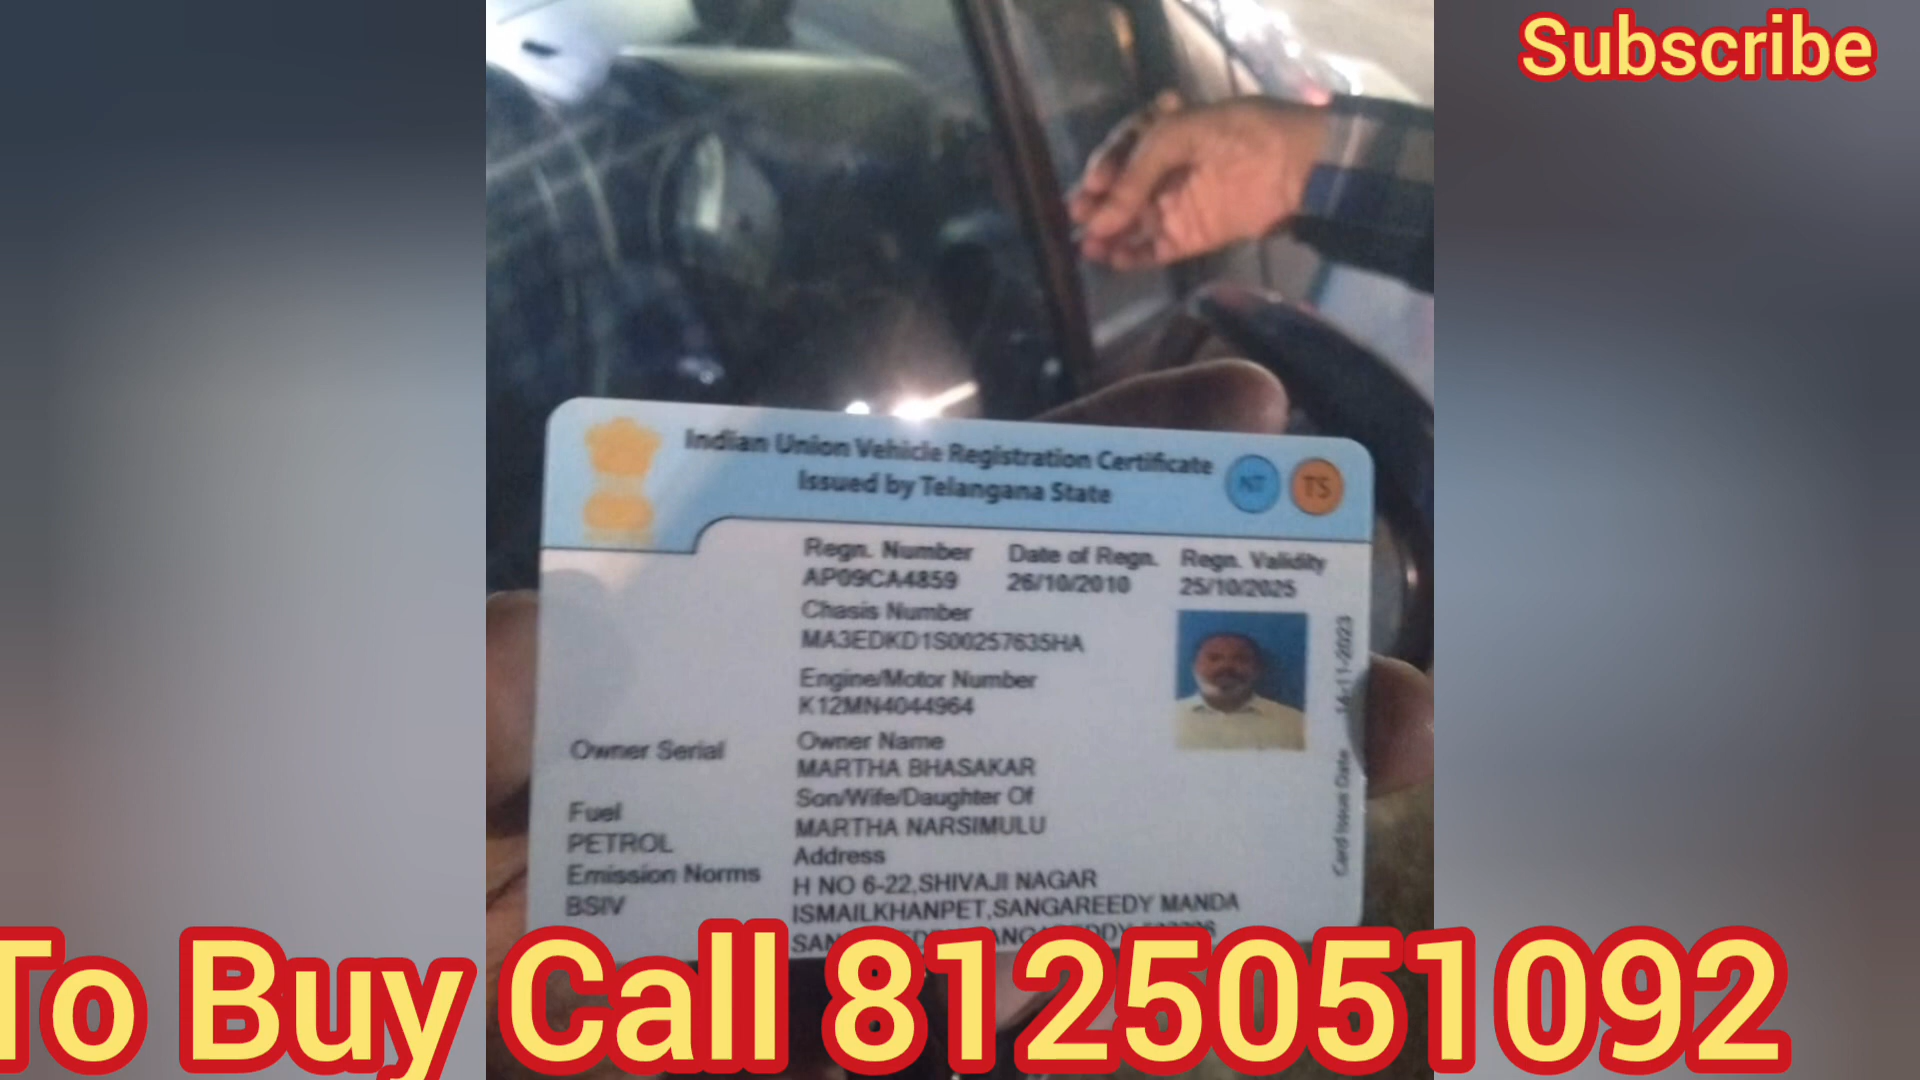 Subscribe
Indian Union Vehicle Registration Certificate
Issued by Telangana State
NT TS
Regn. Number Date of Regn. Regn. Validity
AP09CA4859 26/10/2010 25/10/2025
Chasis Number
MA3EDKD1S00257635HA
Engine/Motor Number
K12MN4044964
Owner Serial
Owner Name
MARTHA BHASAKAR
Son/Wife/Daughter Of
MARTHA NARSIMULU
Fuel
PETROL
Emission Norms
BSIV
Address
H NO 6-22,SHIVAJI NAGAR
ISMAILKHANPET,SANGAREEDY MANDA
Card Issue Date 14-11-2023
To Buy Call 8125051092